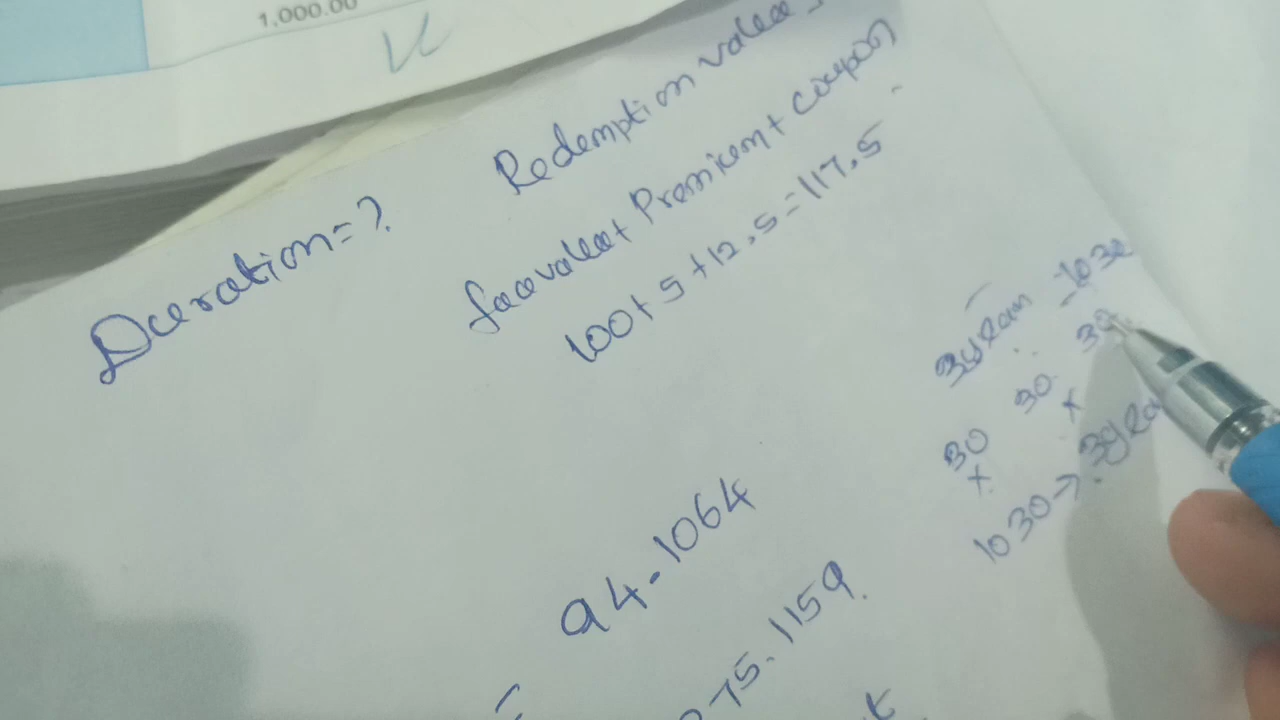 1,000.00
Duration=?
Redemption value
facevalue+ Premium+ coupon
100+ 5 +12.5=117.5
3year -1030
30 30 30
x x
1030→ 3year
94-1064
75.1159